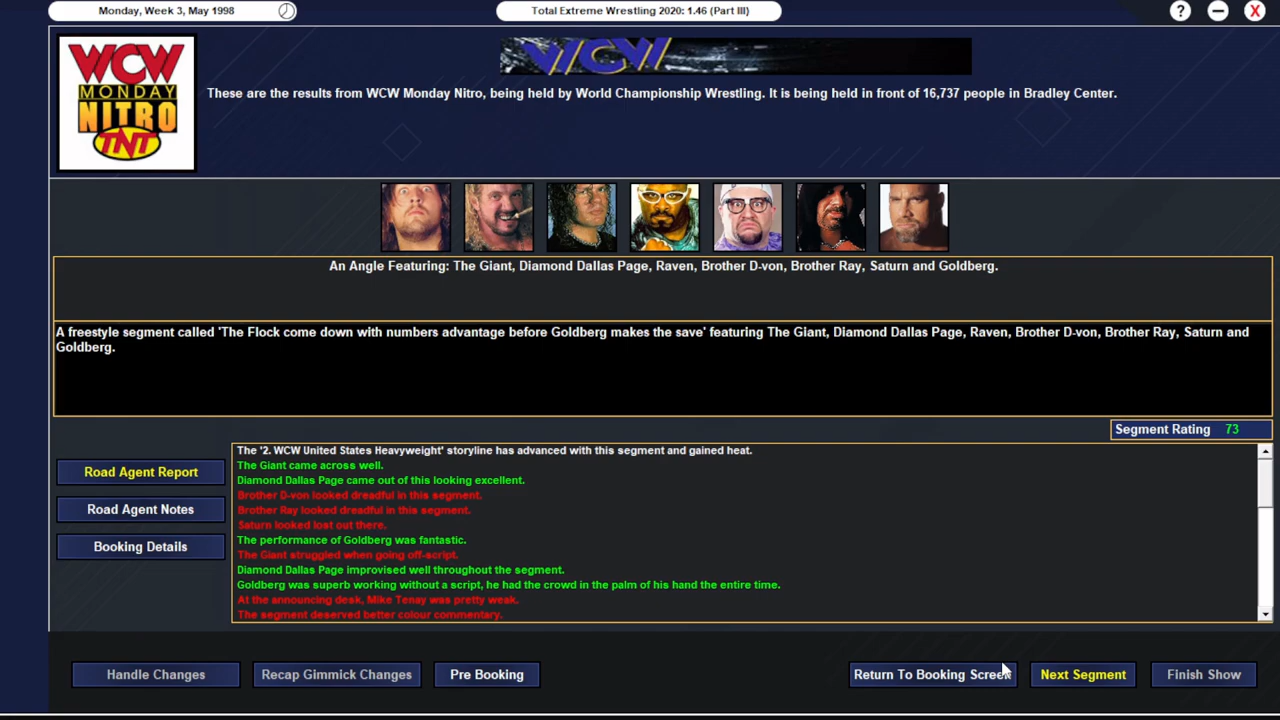 Monday, Week 3, May 1998
Total Extreme Wrestling 2020: 1.46 (Part III)
?
X
WCW
MONDAY
NITRO
TNT
WCW
These are the results from WCW Monday Nitro, being held by World Championship Wrestling. It is being held in front of 16,737 people in Bradley Center.
An Angle Featuring: The Giant, Diamond Dallas Page, Raven, Brother D-von, Brother Ray, Saturn and Goldberg.
A freestyle segment called 'The Flock come down with numbers advantage before Goldberg makes the save' featuring The Giant, Diamond Dallas Page, Raven, Brother D-von, Brother Ray, Saturn and
Goldberg.
Segment Rating 73
Road Agent Report
Road Agent Notes
Booking Details
The '2. WCW United States Heavyweight' storyline has advanced with this segment and gained heat.
The Giant came across well.
Diamond Dallas Page came out of this looking excellent.
Brother D-von looked dreadful in this segment.
Brother Ray looked dreadful in this segment.
Saturn looked lost out there.
The performance of Goldberg was fantastic.
The Giant struggled when going off-script.
Diamond Dallas Page improvised well throughout the segment.
Goldberg was superb working without a script, he had the crowd in the palm of his hand the entire time.
At the announcing desk, Mike Tenay was pretty weak.
The segment deserved better colour commentary.
Handle Changes
Recap Gimmick Changes
Pre Booking
Return To Booking Screen
Next Segment
Finish Show